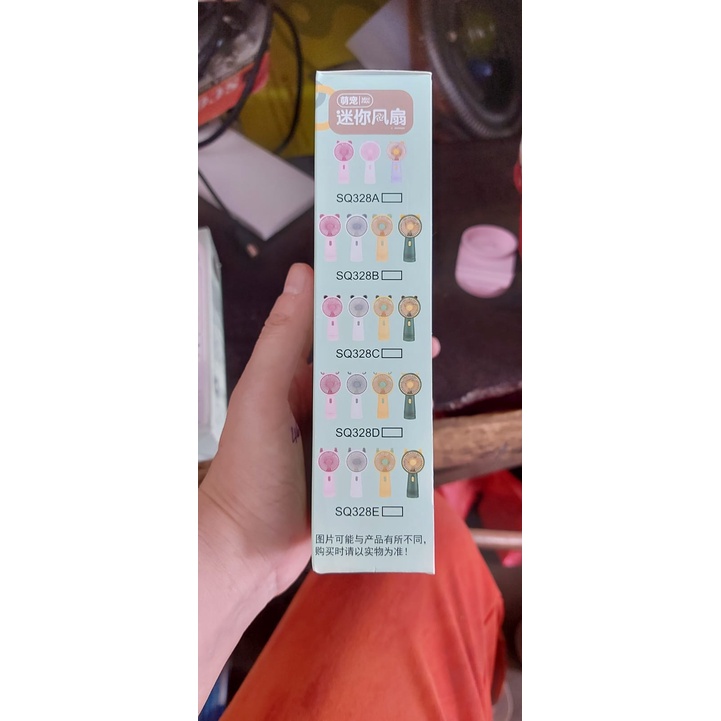 萌宠
迷你风扇
SQ328A
SQ328B
SQ328C
SQ328D
SQ328E
图片可能与产品有所不同，
购买时请以实物为准！